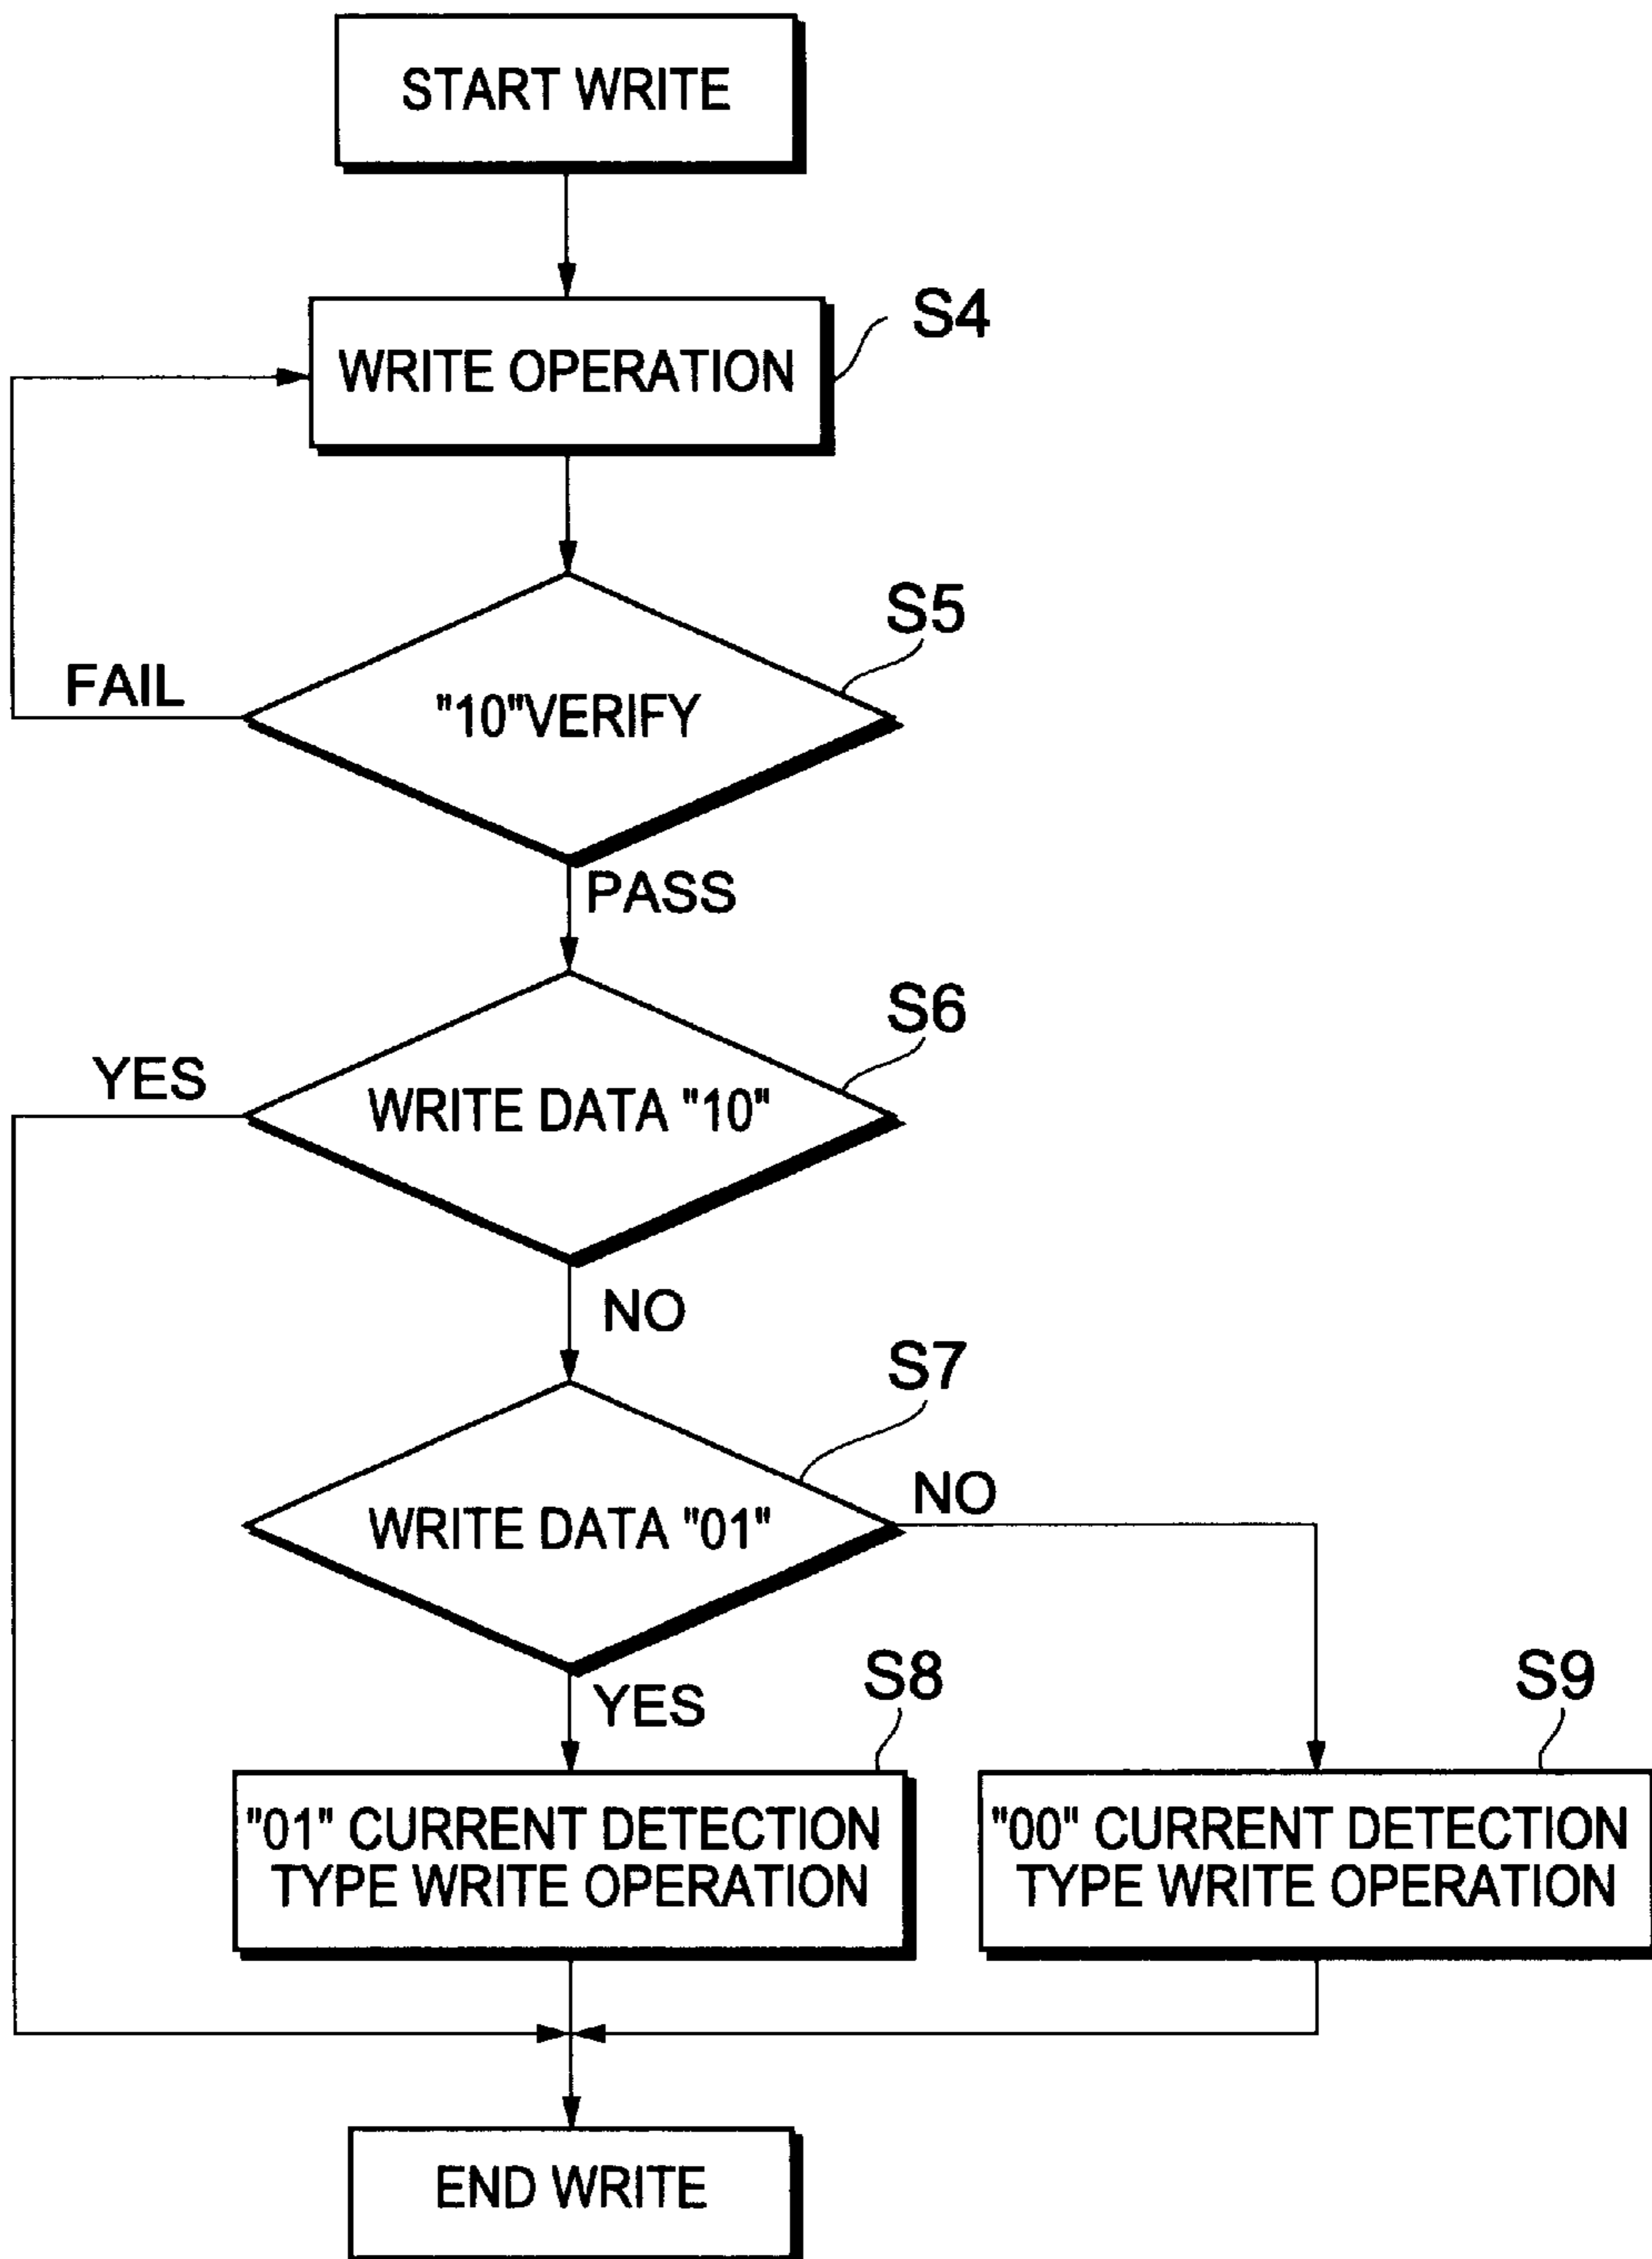 START WRITE
S4
WRITE OPERATION
S5
FAIL
"10"VERIFY
PASS
S6
YES
WRITE DATA "10"
NO
S7
NO
WRITE DATA "01"
S8
S9
YES
"01" CURRENT DETECTION
TYPE WRITE OPERATION
"00" CURRENT DETECTION
TYPE WRITE OPERATION
END WRITE